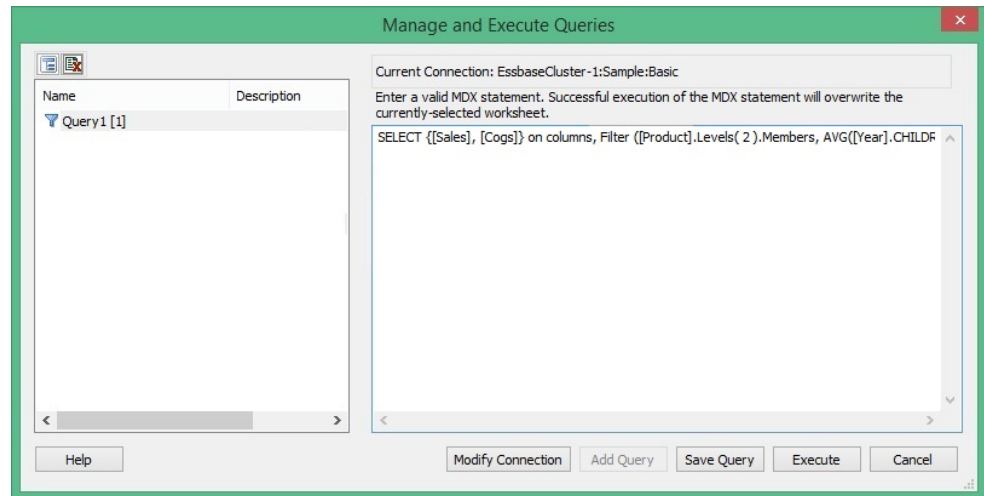 Manage and Execute Queries
Name Description
Query1 [1]
Current Connection: EssbaseCluster-1:Sample:Basic
Enter a valid MDX statement. Successful execution of the MDX statement will overwrite the
currently-selected worksheet.
SELECT {[Sales], [Cogs]} on columns, Filter ([Product].Levels( 2 ).Members, AVG([Year].CHILDR
Help Modify Connection Add Query Save Query Execute Cancel